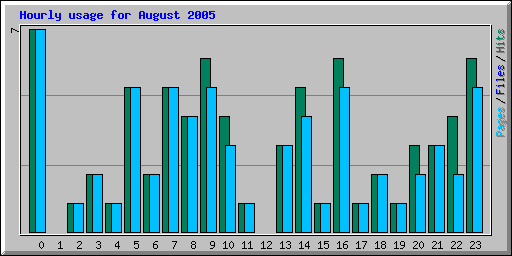 Hourly usage for August 2005
7
Pages/Files/Hits
0 1 2 3 4 5 6 7 8 9 10 11 12 13 14 15 16 17 18 19 20 21 22 23